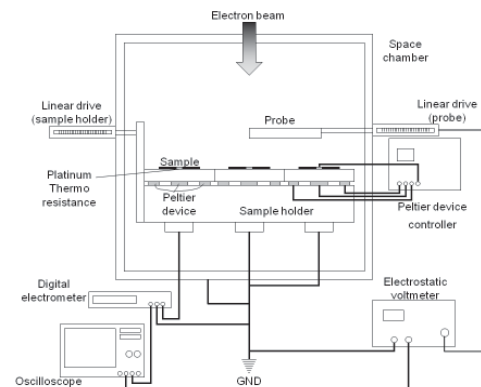 Electron beam
Space
chamber
Linear drive
(sample holder)
Linear drive
(probe)
Probe
Sample
Platinum
Thermo
resistance
Peltier
device
Sample holder
Peltier device
controller
Digital
electrometer
Electrostatic
voltmeter
Oscilloscope
GND